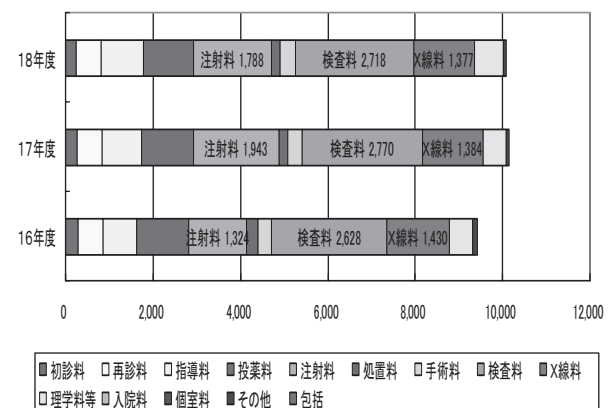 18年度 注射料 1,788 検査料 2,718 X線料 1,377
17年度 注射料 1,943 検査料 2,770 X線料 1,384
16年度 注射料 1,324 検査料 2,628 X線料 1,430
0 2,000 4,000 6,000 8,000 10,000 12,000
初診料 再診料 指導料 投薬料 注射料 処置料 手術料 検査料 X線料
理学料等 入院料 個室料 その他 包括